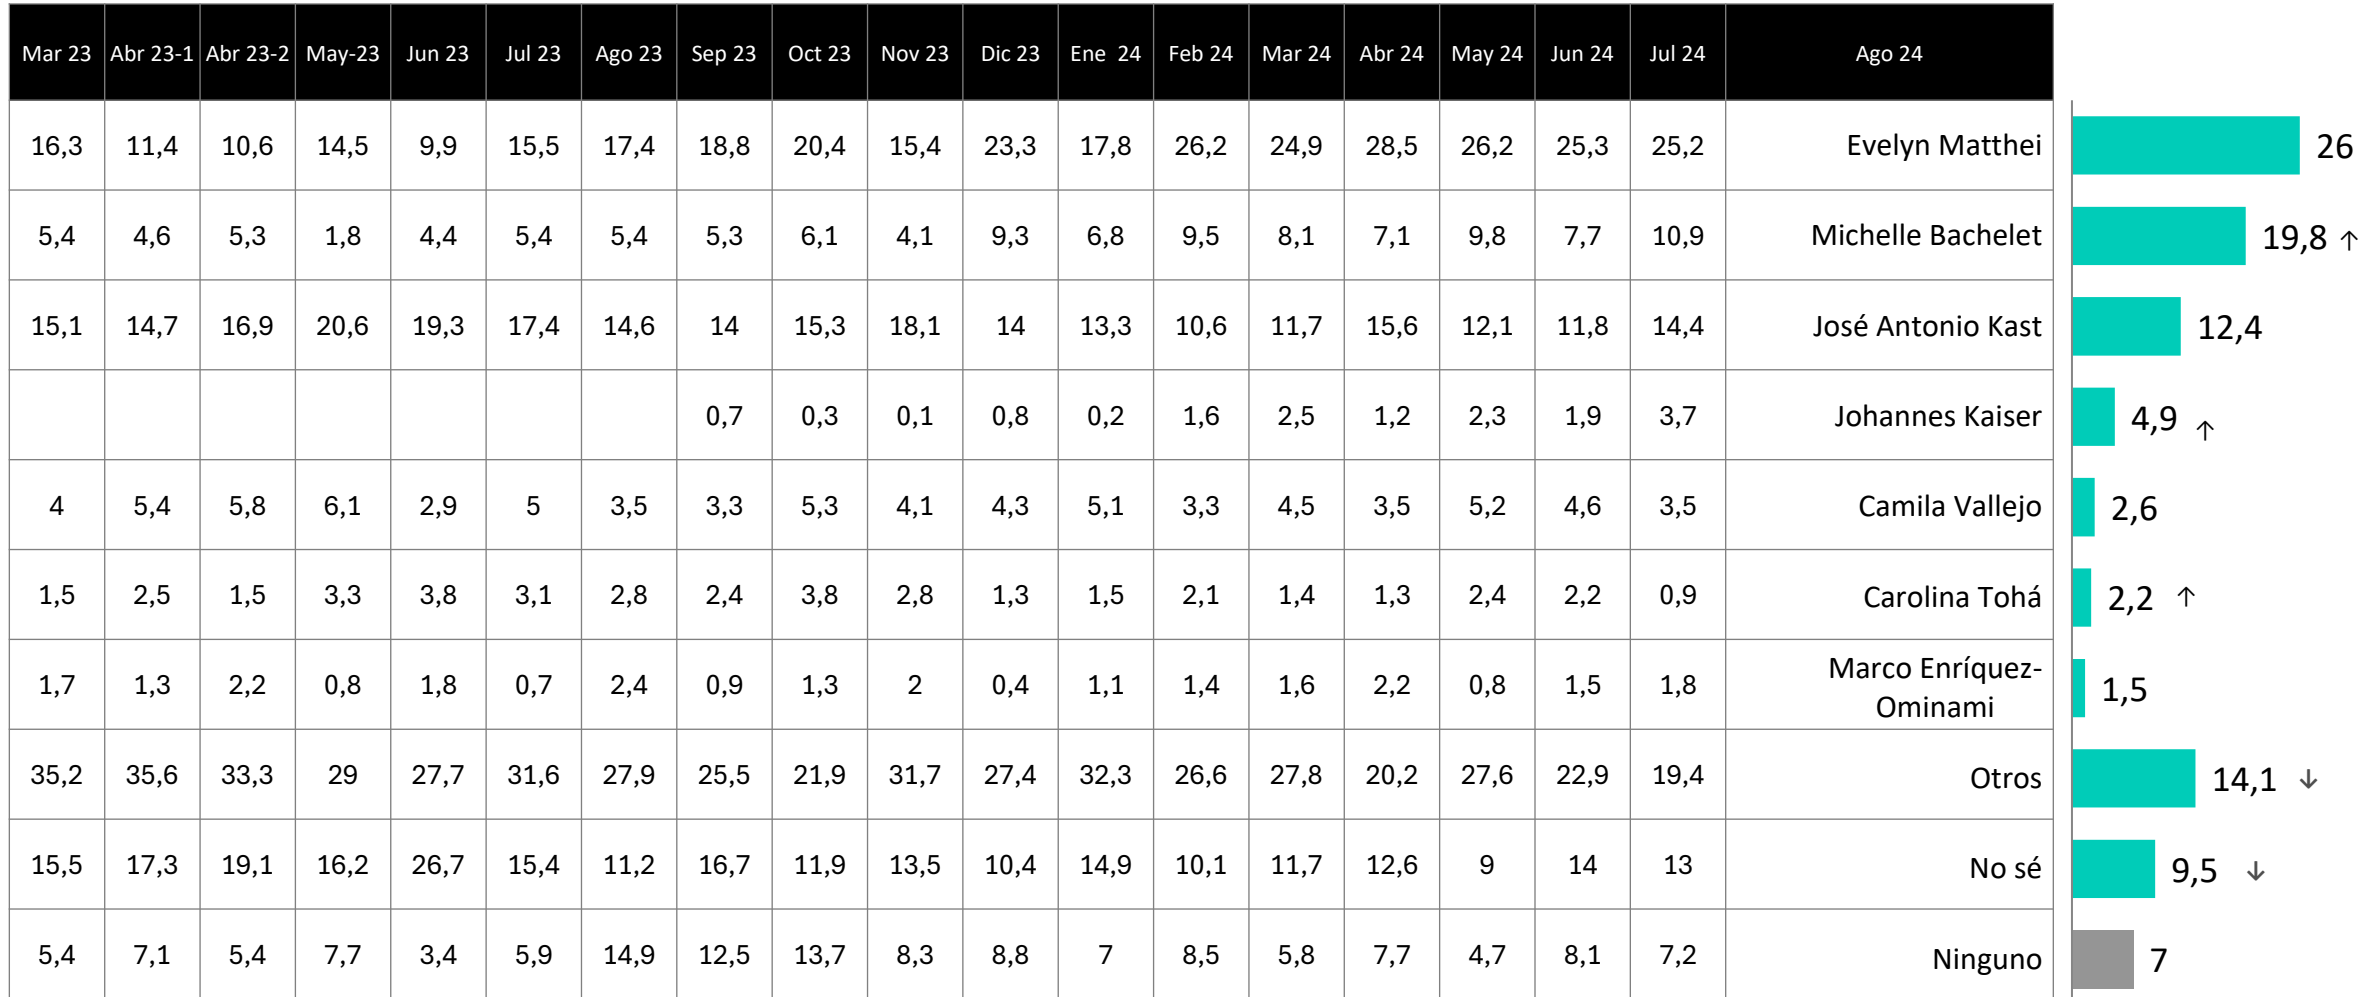 Mar 23 Abr 23-1 Abr 23-2 May-23 Jun 23 Jul 23 Ago 23 Sep 23 Oct 23 Nov 23 Dic 23 Ene 24 Feb 24 Mar 24 Abr 24 May 24 Jun 24 Jul 24 Ago 24
16,3 11,4 10,6 14,5 9,9 15,5 17,4 18,8 20,4 15,4 23,3 17,8 26,2 24,9 28,5 26,2 25,3 25,2 Evelyn Matthei 26
5,4 4,6 5,3 1,8 4,4 5,4 5,4 5,3 6,1 4,1 9,3 6,8 9,5 8,1 7,1 9,8 7,7 10,9 Michelle Bachelet 19,8 ↑
15,1 14,7 16,9 20,6 19,3 17,4 14,6 14 15,3 18,1 14 13,3 10,6 11,7 15,6 12,1 11,8 14,4 José Antonio Kast 12,4
0,7 0,3 0,1 0,8 0,2 1,6 2,5 1,2 2,3 1,9 3,7 Johannes Kaiser 4,9 ↑
4 5,4 5,8 6,1 2,9 5 3,5 3,3 5,3 4,1 4,3 5,1 3,3 4,5 3,5 5,2 4,6 3,5 Camila Vallejo 2,6
1,5 2,5 1,5 3,3 3,8 3,1 2,8 2,4 3,8 2,8 1,3 1,5 2,1 1,4 1,3 2,4 2,2 0,9 Carolina Tohá 2,2 ↑
1,7 1,3 2,2 0,8 1,8 0,7 2,4 0,9 1,3 2 0,4 1,1 1,4 1,6 2,2 0,8 1,5 1,8 Marco Enríquez-
Ominami 1,5
35,2 35,6 33,3 29 27,7 31,6 27,9 25,5 21,9 31,7 27,4 32,3 26,6 27,8 20,2 27,6 22,9 19,4 Otros 14,1 ↓
15,5 17,3 19,1 16,2 26,7 15,4 11,2 16,7 11,9 13,5 10,4 14,9 10,1 11,7 12,6 9 14 13 No sé 9,5 ↓
5,4 7,1 5,4 7,7 3,4 5,9 14,9 12,5 13,7 8,3 8,8 7 8,5 5,8 7,7 4,7 8,1 7,2 Ninguno 7